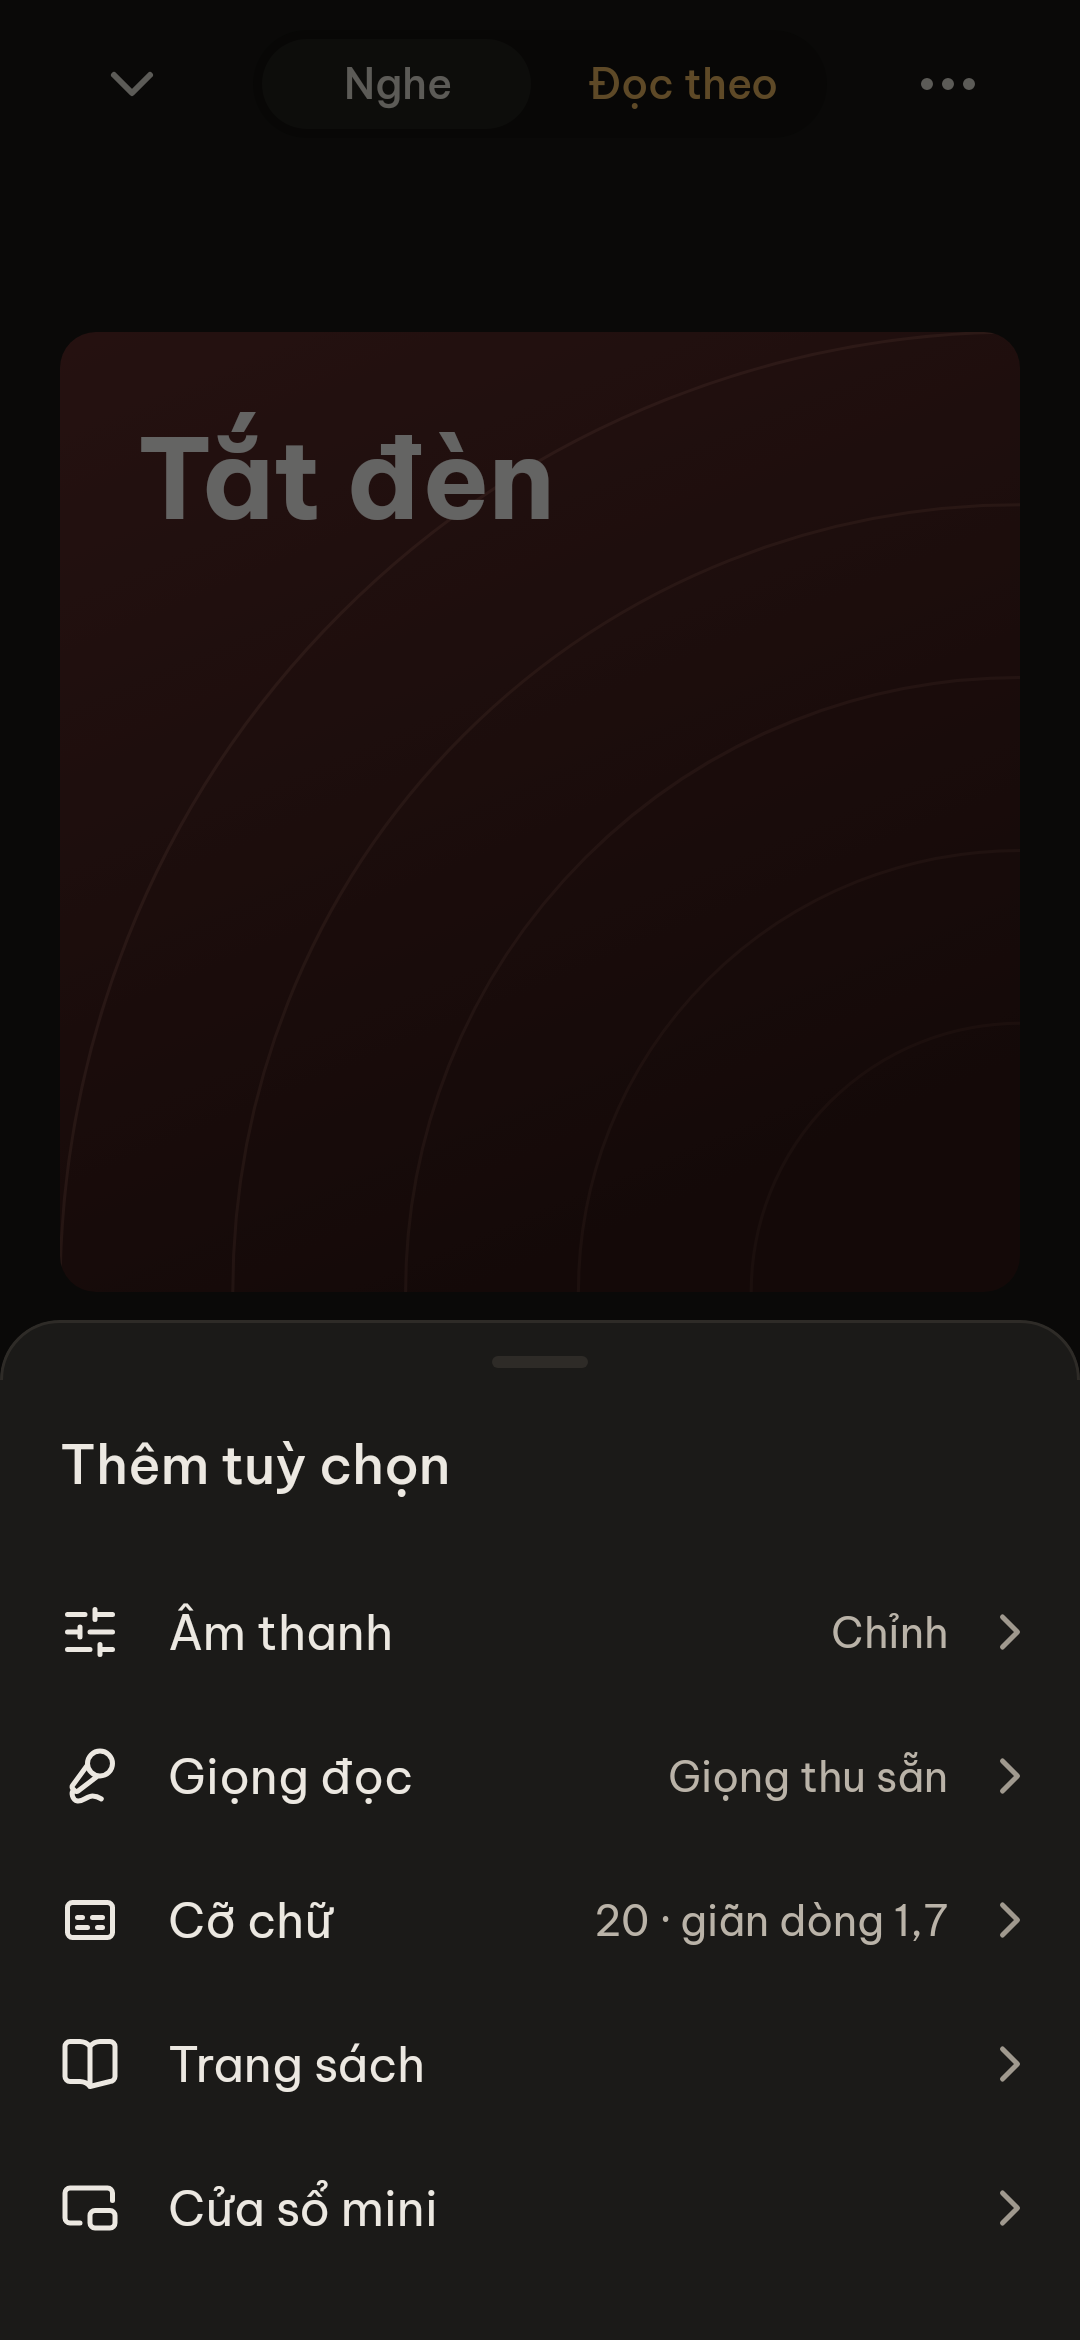 Nghe
Đọc theo
Tắt đèn
Thêm tuỳ chọn
Âm thanh
Chỉnh
Giọng đọc
Giọng thu sẵn
Cỡ chữ
20 · giãn dòng 1,7
Trang sách
Cửa sổ mini